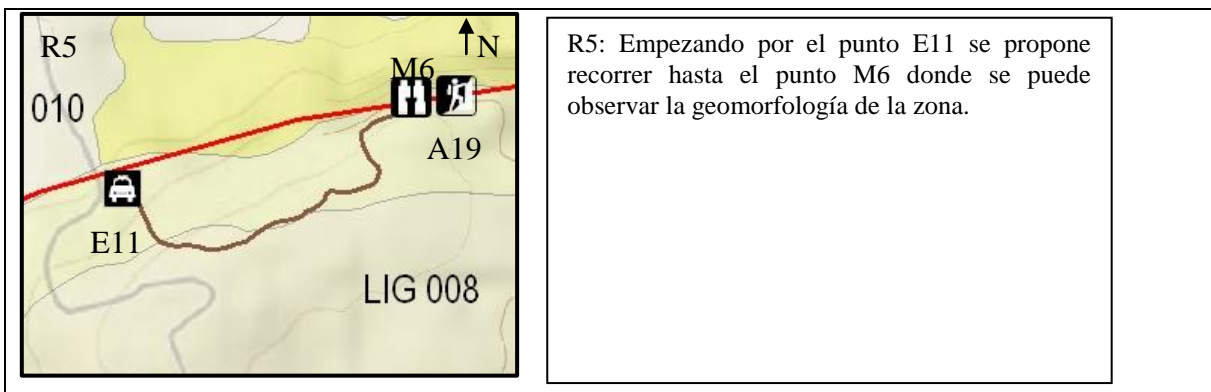 R5
N
M6
010
A19
E11
LIG 008
R5: Empezando por el punto E11 se propone
recorrer hasta el punto M6 donde se puede
observar la geomorfología de la zona.